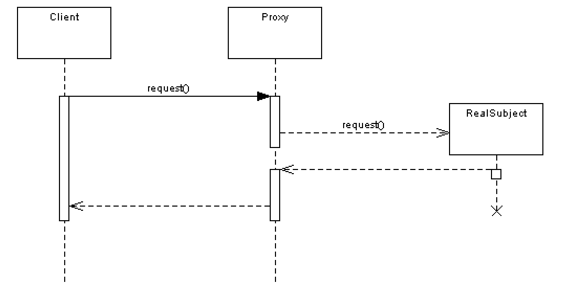 Client
Proxy
request()
request()
RealSubject